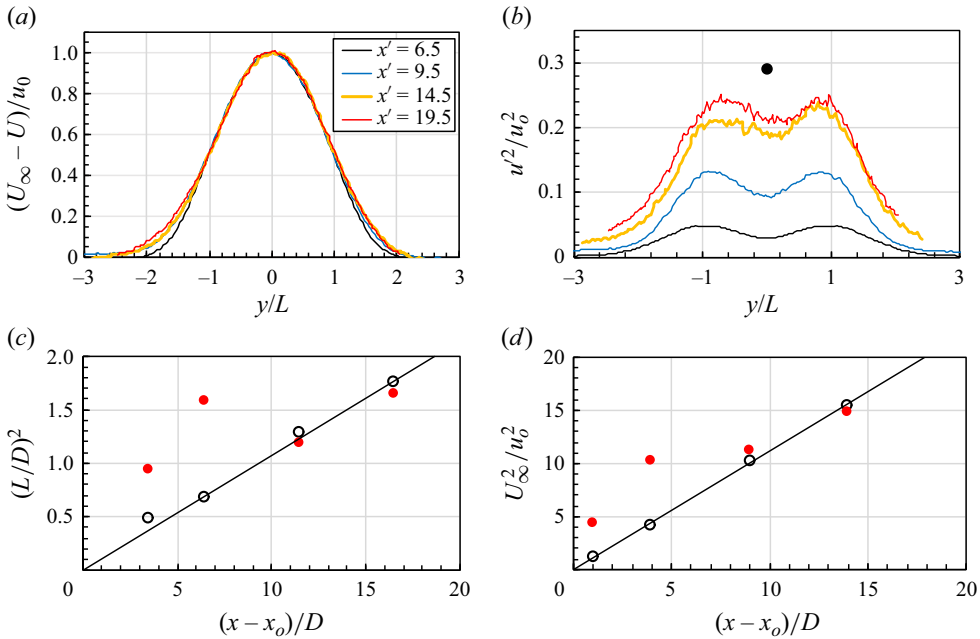 (a)
(U∞ − U)/u0
1.0
0.8
0.6
0.4
0.2
0
−3 −2 −1 0 1 2 3
y/L
x′ = 6.5
x′ = 9.5
x′ = 14.5
x′ = 19.5
(b)
u′²/u²o
0.3
0.2
0.1
0
−3 −1 1 3
y/L
(c)
(L/D)²
2.0
1.5
1.0
0.5
0 5 10 15 20
(x − xo)/D
(d)
U²∞/u²o
20
15
10
5
0 5 10 15 20
(x − xo)/D